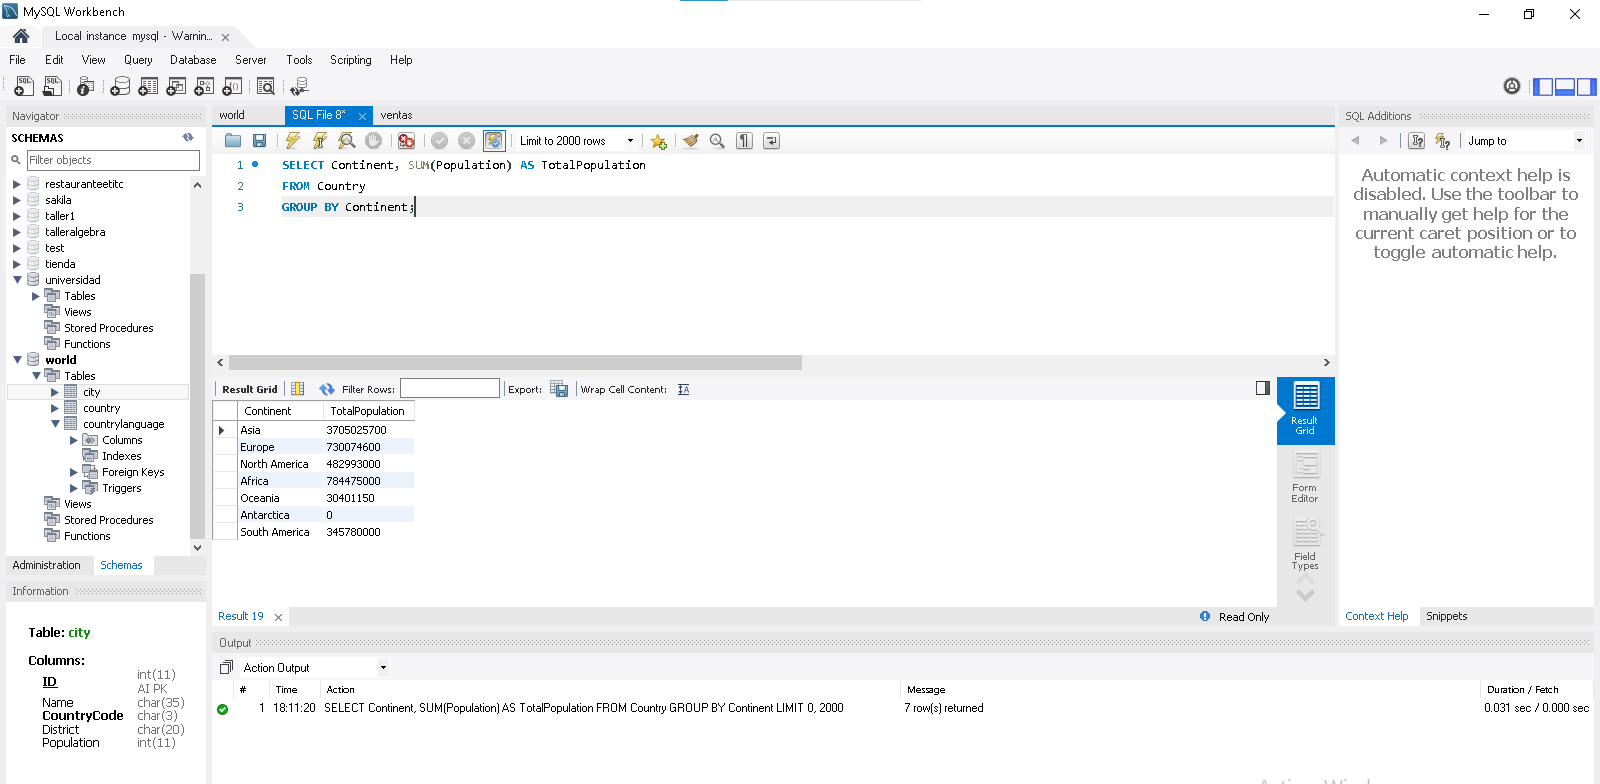 MySQL Workbench
Local instance mysql - Warnin...
File Edit View Query Database Server Tools Scripting Help
Navigator
SCHEMAS
Filter objects
restauranteetitc
sakila
taller1
talleralgebra
test
tienda
universidad
Tables
Views
Stored Procedures
Functions
world
Tables
city
country
countrylanguage
Columns
Indexes
Foreign Keys
Triggers
Views
Stored Procedures
Functions
Administration Schemas
Information
Table: city
Columns:
ID int(11) AI PK
Name char(35)
CountryCode char(3)
District char(20)
Population int(11)
world SQL File 8* ventas
Limit to 2000 rows
1 SELECT Continent, SUM(Population) AS TotalPopulation
2 FROM Country
3 GROUP BY Continent;
Result Grid Filter Rows: Export: Wrap Cell Content:
Continent TotalPopulation
Asia 3705025700
Europe 730074600
North America 482993000
Africa 784475000
Oceania 30401150
Antarctica 0
South America 345780000
Result Grid
Form Editor
Field Types
Result 19 Read Only
SQL Additions
Jump to
Automatic context help is
disabled. Use the toolbar to
manually get help for the
current caret position or to
toggle automatic help.
Context Help Snippets
Output
Action Output
# Time Action Message Duration / Fetch
1 18:11:20 SELECT Continent, SUM(Population) AS TotalPopulation FROM Country GROUP BY Continent LIMIT 0, 2000 7 row(s) returned 0.031 sec / 0.000 sec